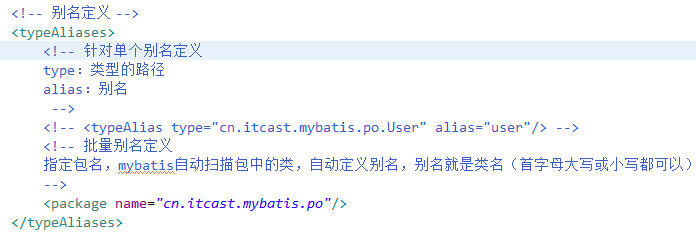 <!-- 别名定义 -->
<typeAliases>
<!-- 针对单个别名定义
type：类型的路径
alias：别名
-->
<!-- <typeAlias type="cn.itcast.mybatis.po.User" alias="user"/> -->
<!-- 批量别名定义
指定包名，mybatis自动扫描包中的类，自动定义别名，别名就是类名（首字母大写或小写都可以）
-->
<package name="cn.itcast.mybatis.po"/>
</typeAliases>